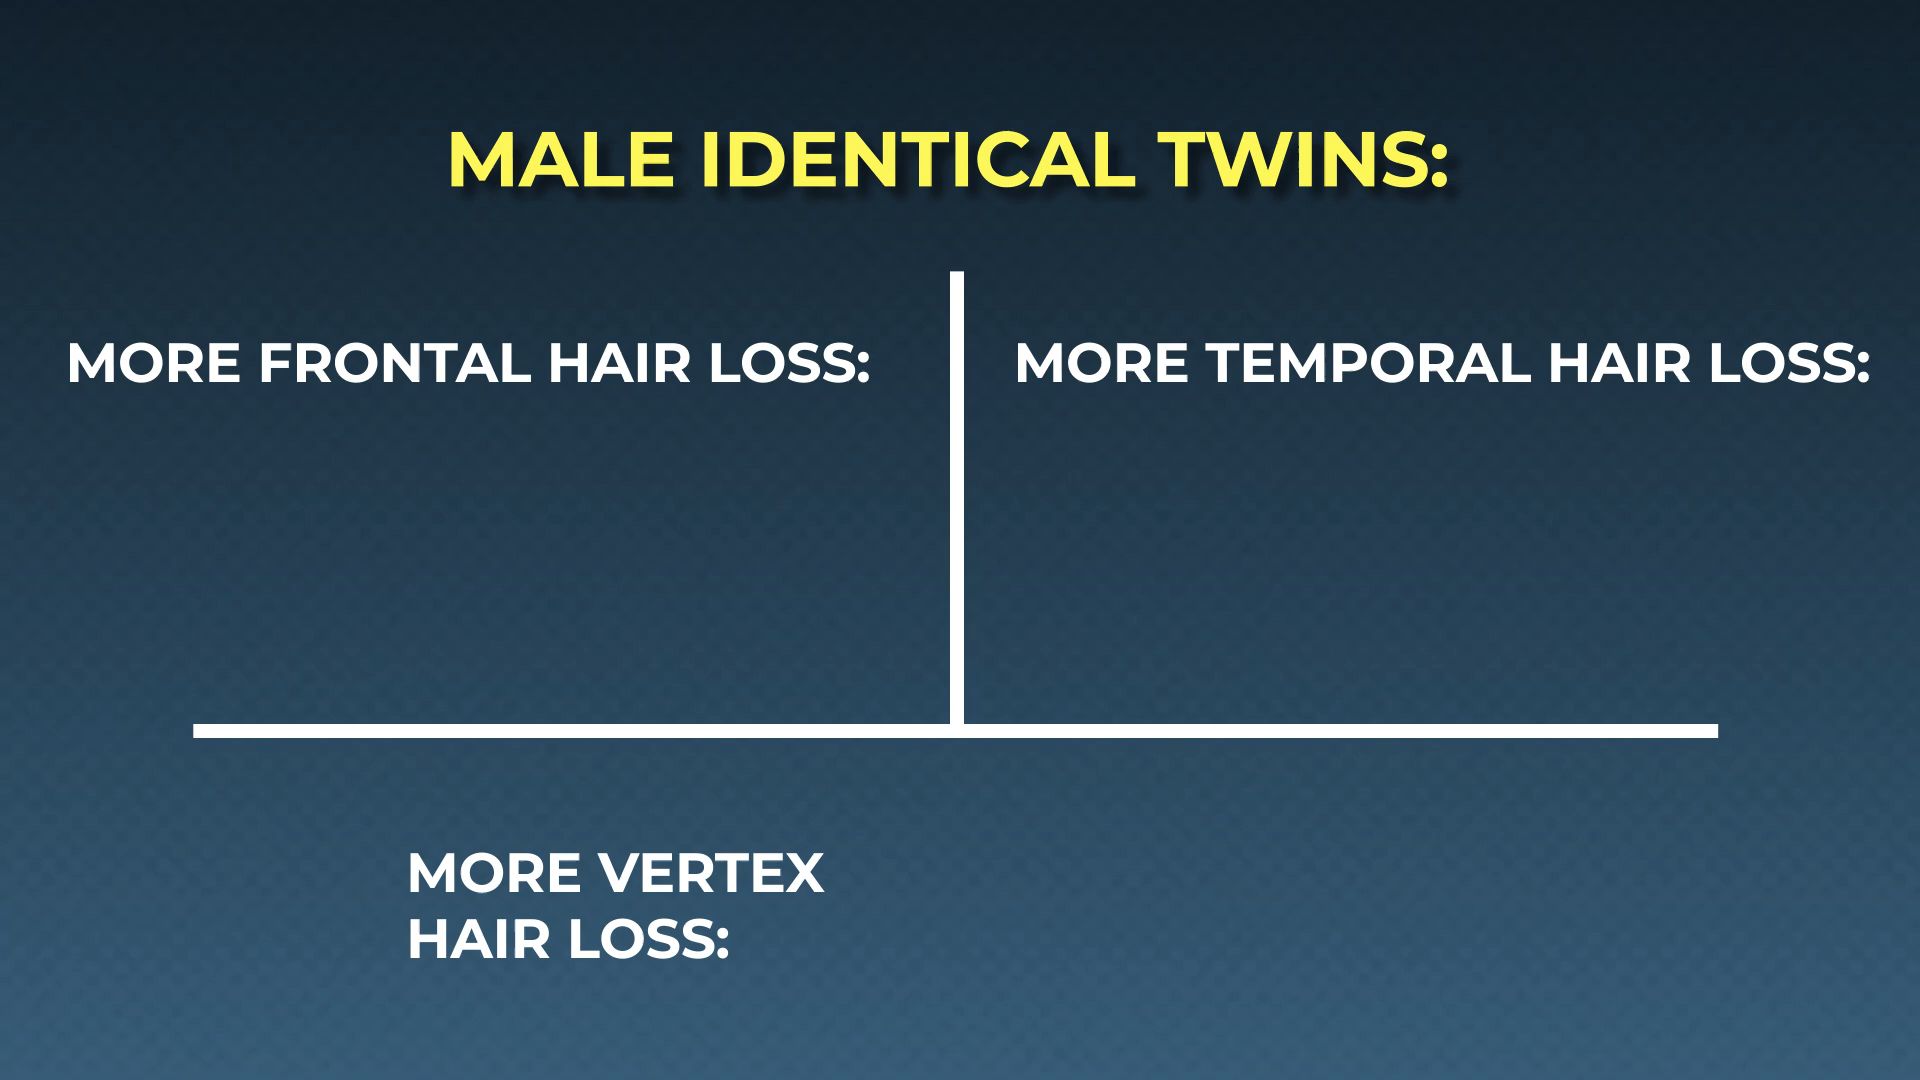 MALE IDENTICAL TWINS:
MORE FRONTAL HAIR LOSS:
MORE TEMPORAL HAIR LOSS:
MORE VERTEX
HAIR LOSS: